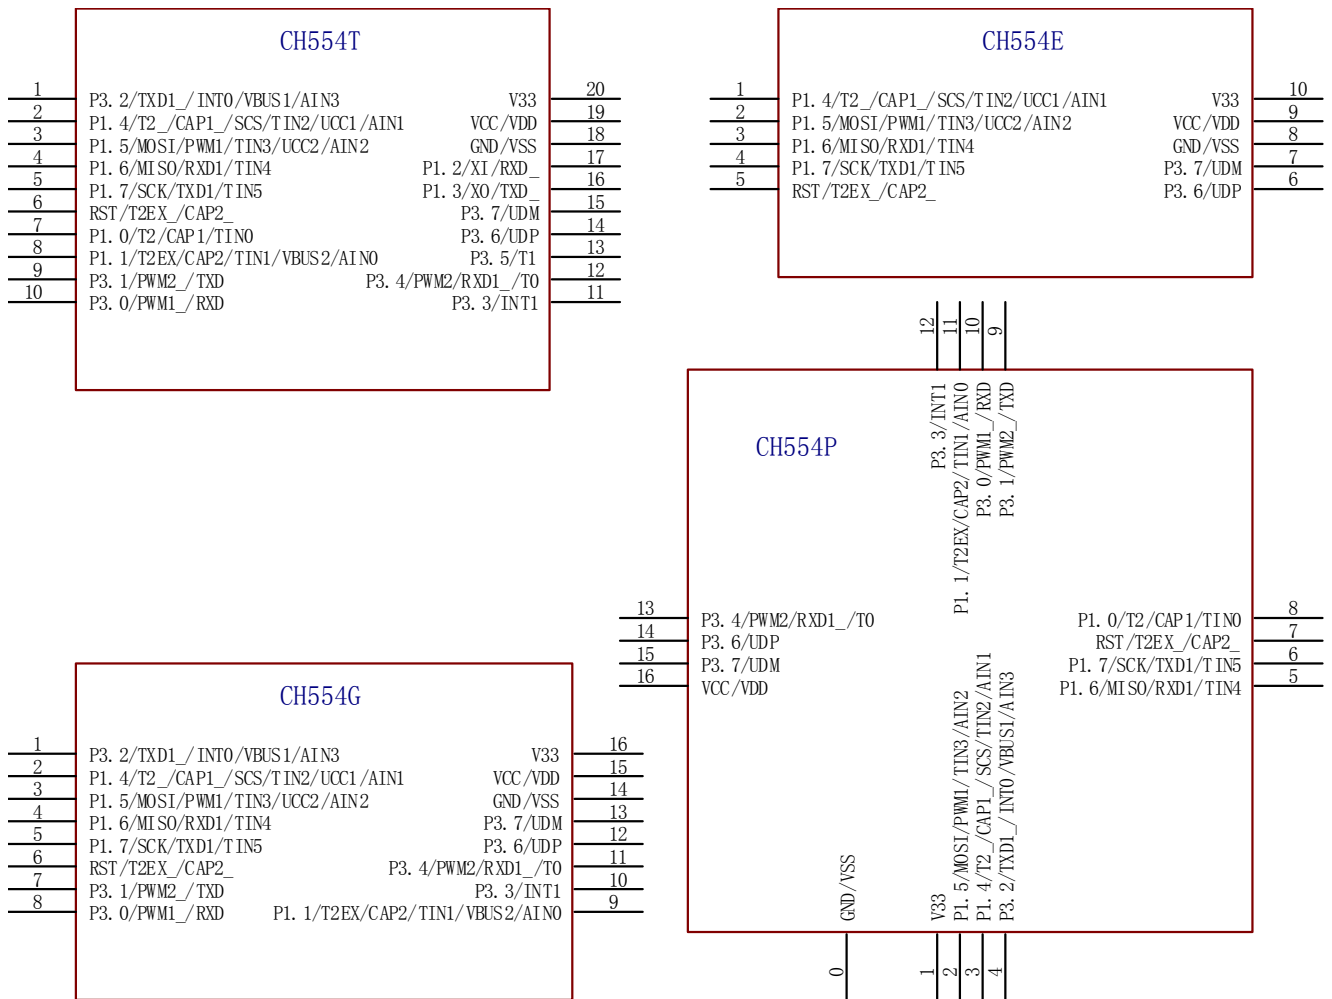 CH554T
1 P3.2/TXD1_/INT0/VBUS1/AIN3 V33 20
2 P1.4/T2_/CAP1_/SCS/TIN2/UCC1/AIN1 VCC/VDD 19
3 P1.5/MOSI/PWM1/TIN3/UCC2/AIN2 GND/VSS 18
4 P1.6/MISO/RXD1/TIN4 P1.2/XI/RXD_ 17
5 P1.7/SCK/TXD1/TIN5 P1.3/XO/TXD_ 16
6 RST/T2EX_/CAP2_ P3.7/UDM 15
7 P1.0/T2/CAP1/TIN0 P3.6/UDP 14
8 P1.1/T2EX/CAP2/TIN1/VBUS2/AIN0 P3.5/T1 13
9 P3.1/PWM2_/TXD P3.4/PWM2/RXD1_/T0 12
10 P3.0/PWM1_/RXD P3.3/INT1 11
CH554E
1 P1.4/T2_/CAP1_/SCS/TIN2/UCC1/AIN1 V33 10
2 P1.5/MOSI/PWM1/TIN3/UCC2/AIN2 VCC/VDD 9
3 P1.6/MISO/RXD1/TIN4 GND/VSS 8
4 P1.7/SCK/TXD1/TIN5 P3.7/UDM 7
5 RST/T2EX_/CAP2_ P3.6/UDP 6
CH554P
12 P3.3/INT1
11 P1.1/T2EX/CAP2/TIN1/AIN0
10 P3.0/PWM1_/RXD
9 P3.1/PWM2_/TXD
13 P3.4/PWM2/RXD1_/T0 P1.0/T2/CAP1/TIN0 8
14 P3.6/UDP RST/T2EX_/CAP2_ 7
15 P3.7/UDM P1.7/SCK/TXD1/TIN5 6
16 VCC/VDD P1.6/MISO/RXD1/TIN4 5
GND/VSS 0
V33 1
P1.5/MOSI/PWM1/TIN3/AIN2 2
P1.4/T2_/CAP1_/SCS/TIN2/AIN1 3
P3.2/TXD1_/INT0/VBUS1/AIN3 4
CH554G
1 P3.2/TXD1_/INT0/VBUS1/AIN3 V33 16
2 P1.4/T2_/CAP1_/SCS/TIN2/UCC1/AIN1 VCC/VDD 15
3 P1.5/MOSI/PWM1/TIN3/UCC2/AIN2 GND/VSS 14
4 P1.6/MISO/RXD1/TIN4 P3.7/UDM 13
5 P1.7/SCK/TXD1/TIN5 P3.6/UDP 12
6 RST/T2EX_/CAP2_ P3.4/PWM2/RXD1_/T0 11
7 P3.1/PWM2_/TXD P3.3/INT1 10
8 P3.0/PWM1_/RXD P1.1/T2EX/CAP2/TIN1/VBUS2/AIN0 9